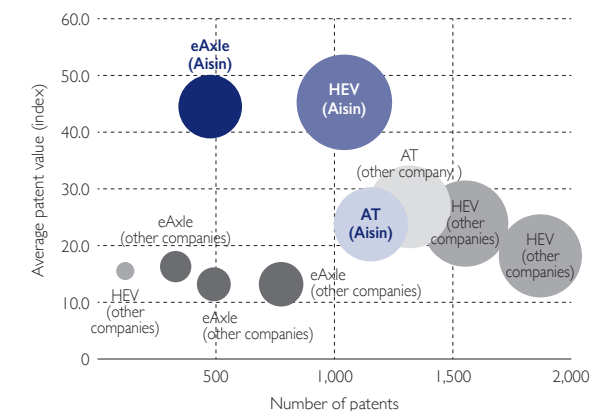 Average patent value (index)
60.0
50.0
40.0
30.0
20.0
10.0
0
eAxle
(Aisin)
HEV
(Aisin)
AT
(other company)
AT
(Aisin)
HEV
(other
companies)
HEV
(other
companies)
eAxle
(other companies)
HEV
(other
companies)
eAxle
(other companies)
eAxle
(other companies)
500
1,000
1,500
2,000
Number of patents